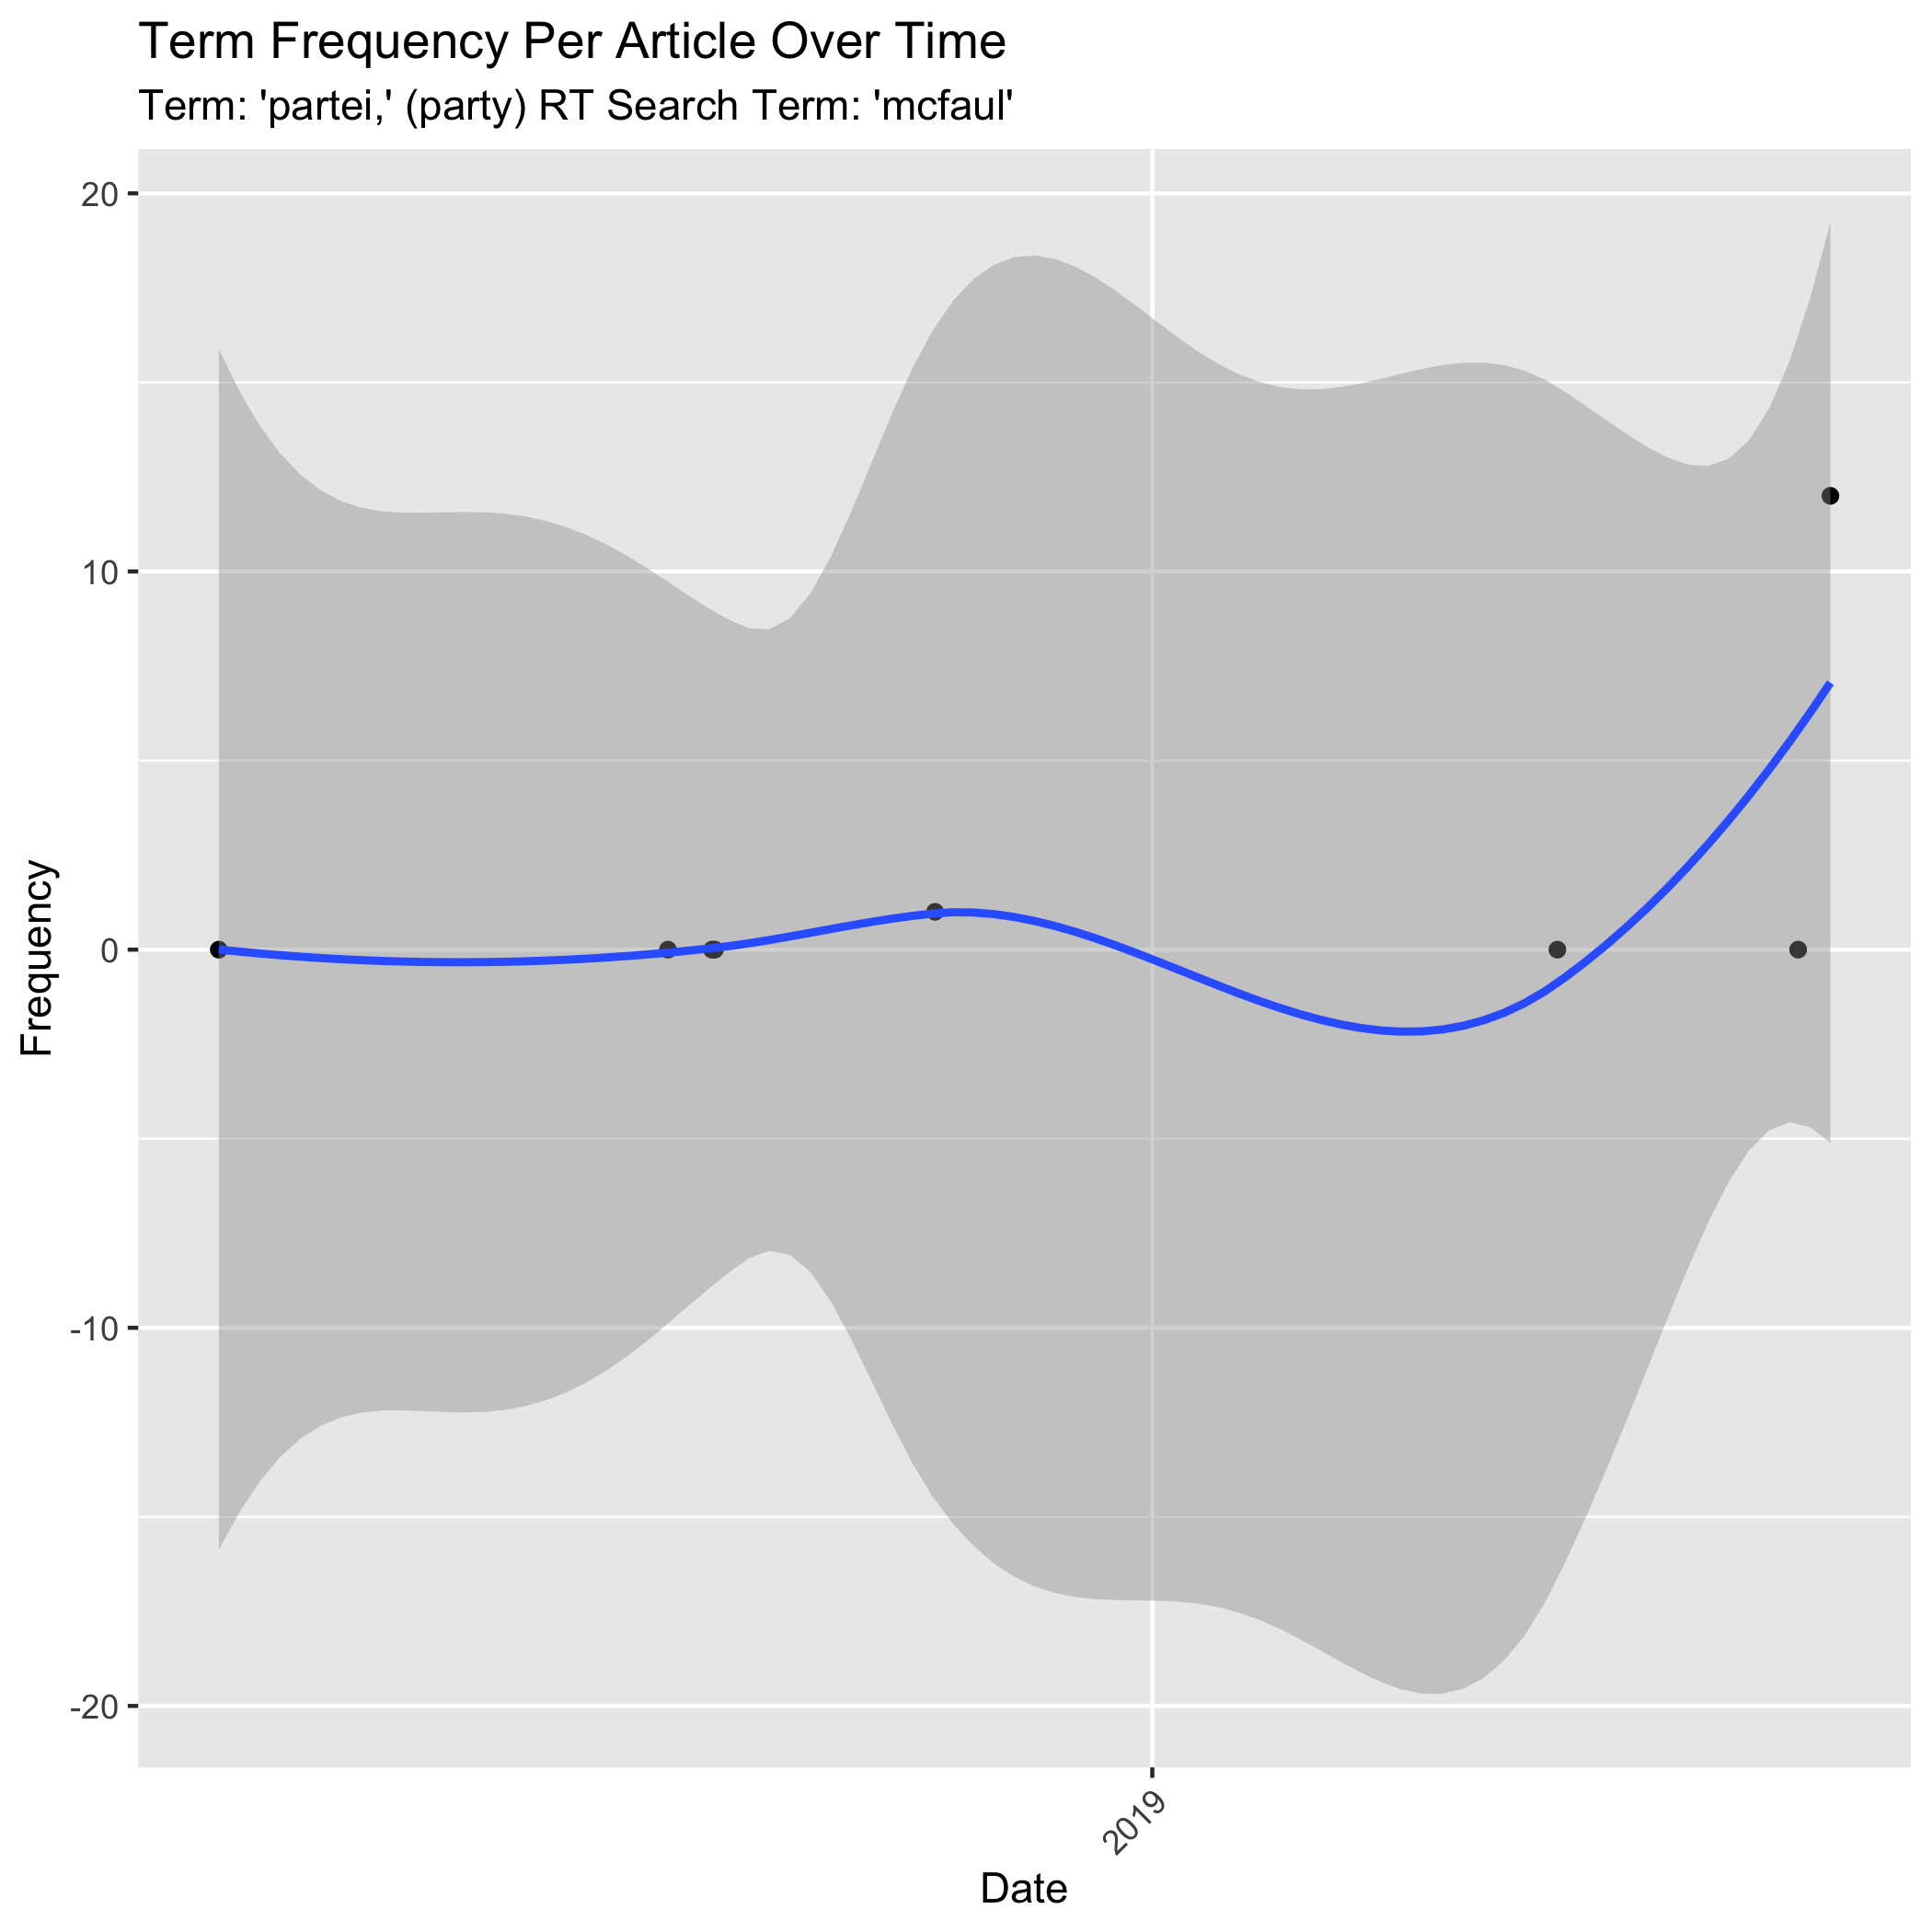 Term Frequency Per Article Over Time
Term: 'partei,' (party) RT Search Term: 'mcfaul'
20
10
0
-10
-20
Frequency
2019
Date